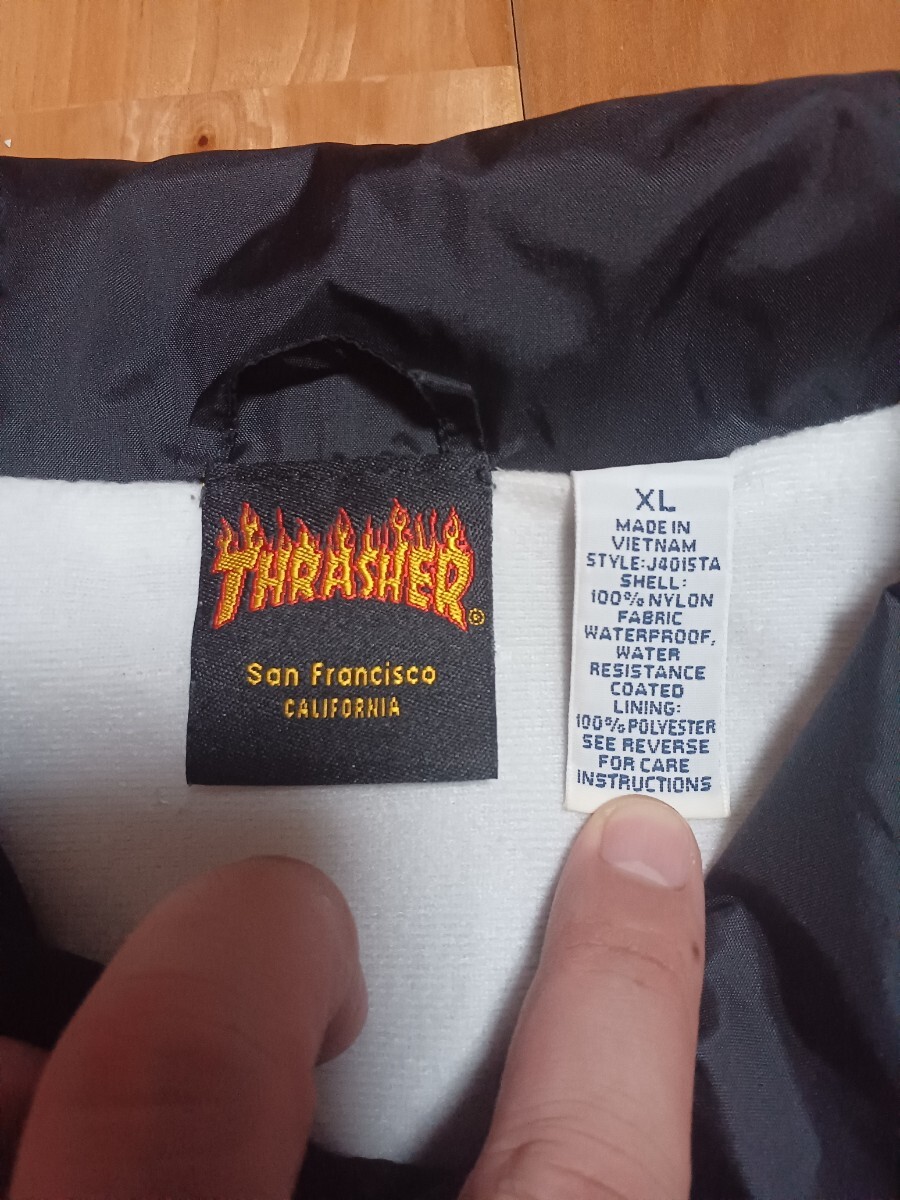 THRASHER®
San Francisco
CALIFORNIA
XL
MADE IN
VIETNAM
STYLE:J4015TA
SHELL:
100% NYLON
FABRIC
WATERPROOF,
WATER
RESISTANCE
COATED
LINING:
100% POLYESTER
SEE REVERSE
FOR CARE
INSTRUCTIONS